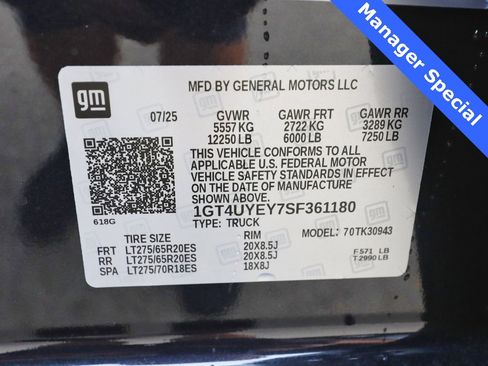 Manager Special
gm
MFD BY GENERAL MOTORS LLC
07/25 GVWR GAWR FRT GAWR RR
5557 KG 2722 KG 3289 KG
12250 LB 6000 LB 7250 LB
THIS VEHICLE CONFORMS TO ALL
APPLICABLE U.S. FEDERAL MOTOR
VEHICLE SAFETY STANDARDS IN EFFECT
ON THE DATE OF MANUFACTURE
SHOWN ABOVE.
1GT4UYEY7SF361180
618G TYPE: TRUCK MODEL: 70TK30943
TIRE SIZE RIM
FRT LT275/65R20ES 20X8.5J F 571 LB
RR LT275/65R20ES 20X8.5J T 2990 LB
SPA LT275/70R18ES 18X8J